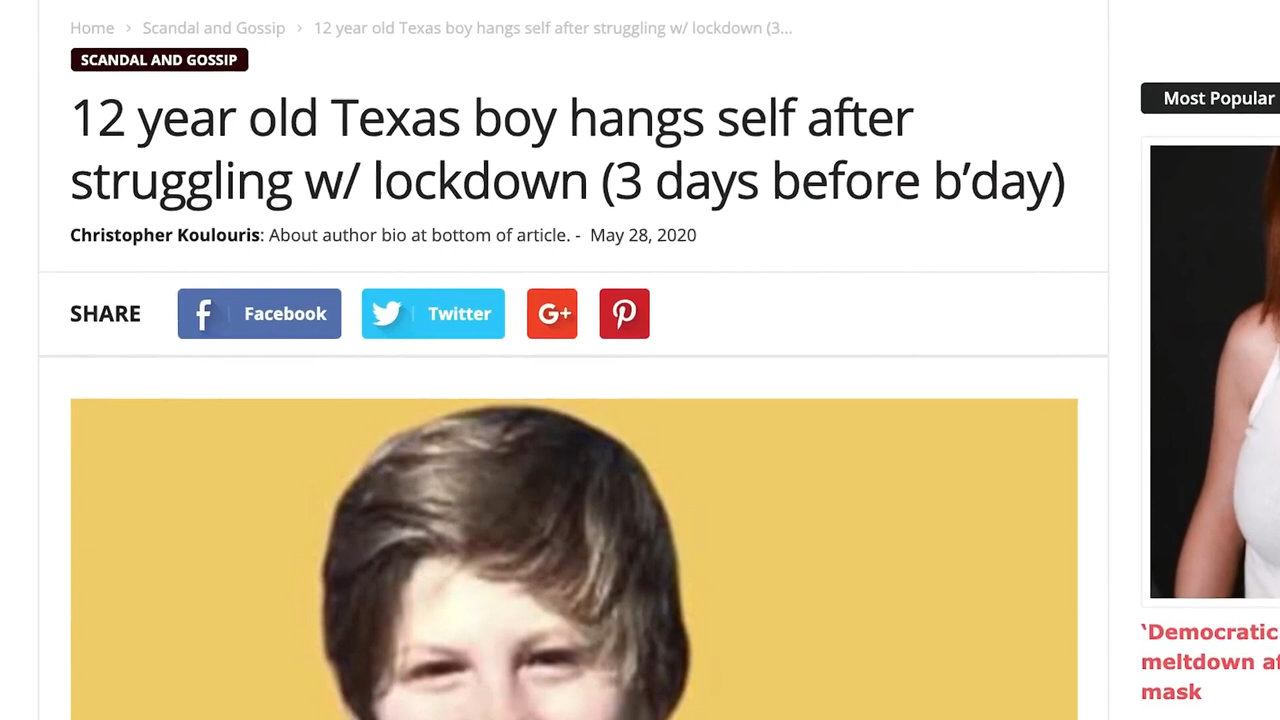 Home › Scandal and Gossip › 12 year old Texas boy hangs self after struggling w/ lockdown (3...
SCANDAL AND GOSSIP
12 year old Texas boy hangs self after
struggling w/ lockdown (3 days before b’day)
Christopher Koulouris: About author bio at bottom of article. - May 28, 2020
SHARE
Facebook
Twitter
G+
Most Popular
‘Democratic
meltdown af
mask